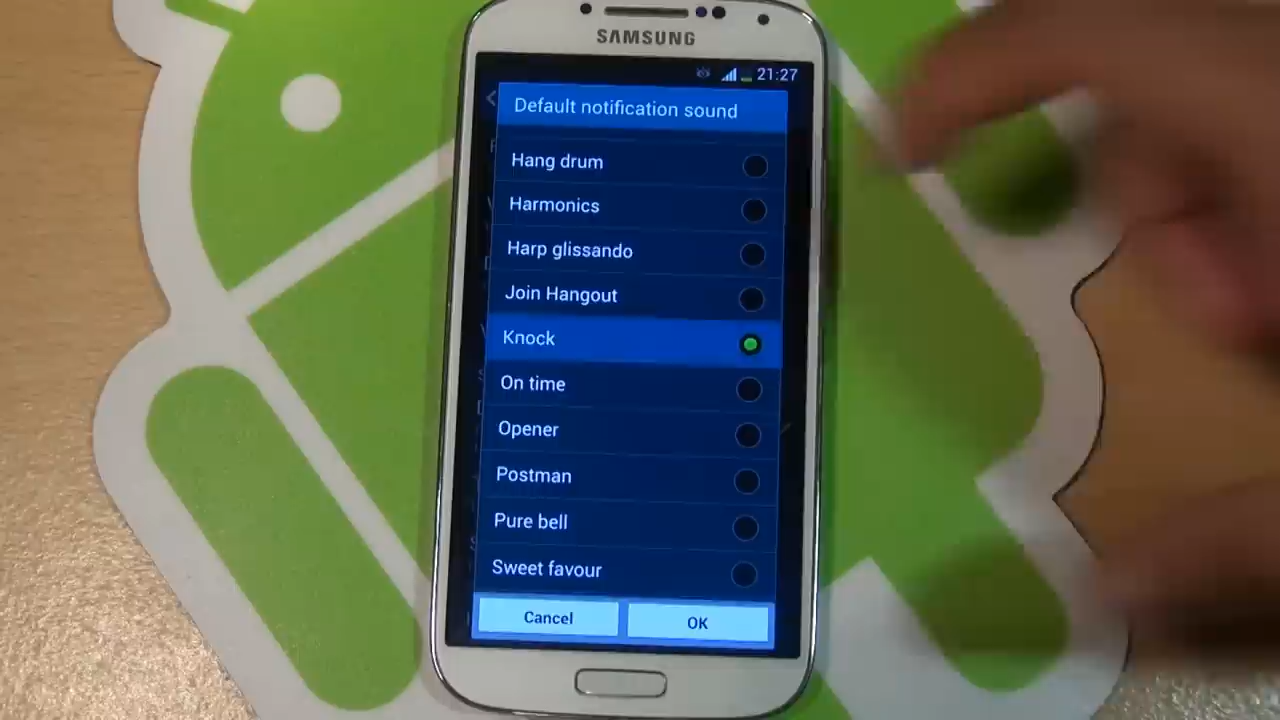 SAMSUNG
21:27
Default notification sound
Hang drum
Harmonics
Harp glissando
Join Hangout
Knock
On time
Opener
Postman
Pure bell
Sweet favour
Cancel
OK